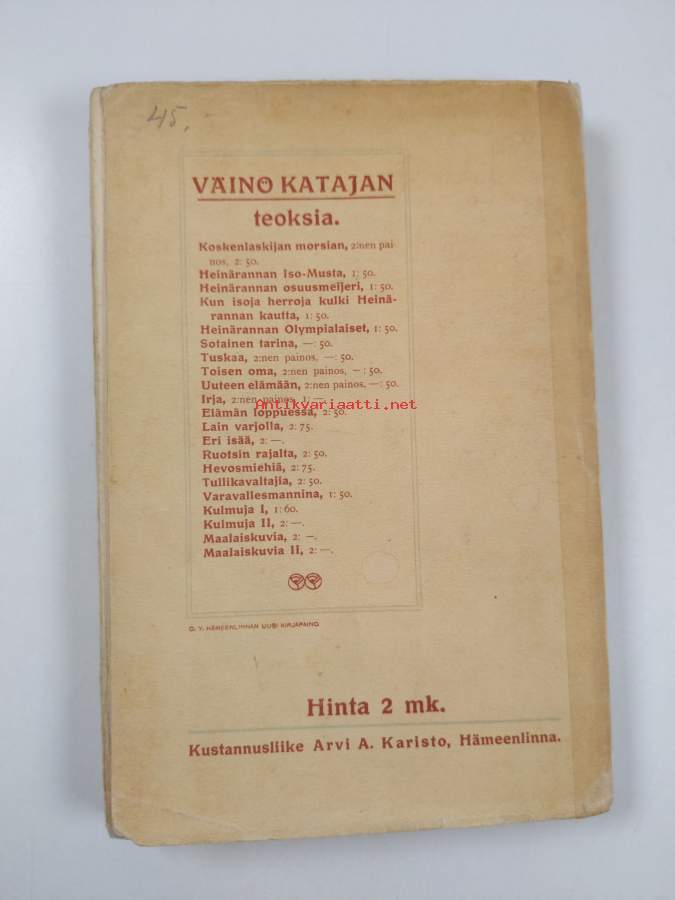 45,
VÄINÖ KATAJAN
teoksia.
Koskenlaskijan morsian, 2:nen pai-
nos, 2: 50.
Heinärannan Iso-Musta, 1: 50.
Heinärannan osuusmeijeri, 1: 50.
Kun isoja herroja kulki Heinä-
rannan kautta, 1: 50.
Heinärannan Olympialaiset, 1: 50.
Sotainen tarina, —: 50.
Tuskaa, 2:nen painos, —: 50.
Toisen oma, 2:nen painos, —: 50.
Uuteen elämään, 2:nen painos, —: 50.
Irja, 2:nen painos, 1: —.
Antikvariaatti.net
Elämän loppuessa, 2: 50.
Lain varjolla, 2: 75.
Eri isää, 2: —.
Ruotsin rajalta, 2: 50.
Hevosmiehiä, 2: 75.
Tullikavaltajia, 2: 50.
Varavallesmannina, 1: 50.
Kulmuja I, 1: 60.
Kulmuja II, 2: —.
Maalaiskuvia, 2: —.
Maalaiskuvia II, 2: —.
O. Y. HÄMEENLINNAN UUSI KIRJAPAINO
Hinta 2 mk.
Kustannusliike Arvi A. Karisto, Hämeenlinna.